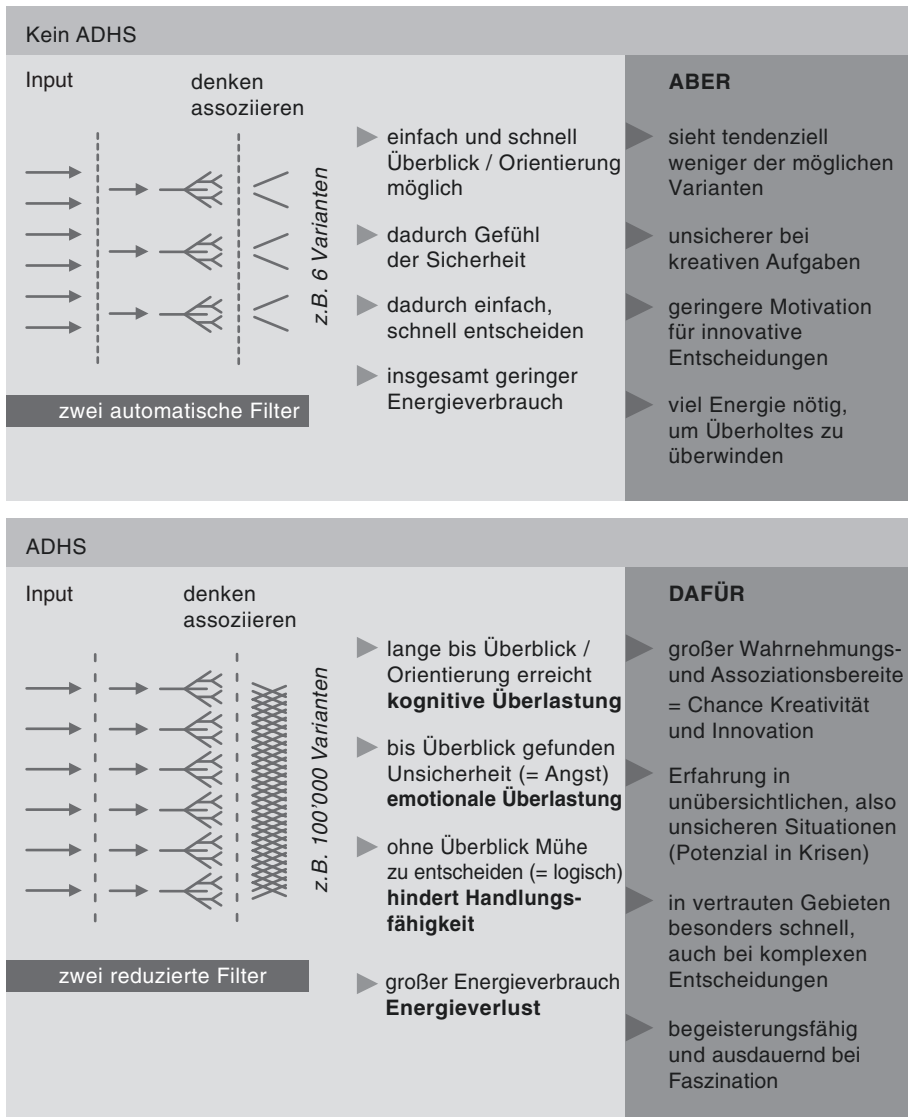 Kein ADHS
Input
denken
assoziieren
z.B. 6 Varianten
zwei automatische Filter
einfach und schnell
Überblick / Orientierung
möglich
dadurch Gefühl
der Sicherheit
dadurch einfach,
schnell entscheiden
insgesamt geringer
Energieverbrauch
ABER
sieht tendenziell
weniger der möglichen
Varianten
unsicherer bei
kreativen Aufgaben
geringere Motivation
für innovative
Entscheidungen
viel Energie nötig,
um Überholtes zu
überwinden
ADHS
Input
denken
assoziieren
z.B. 100'000 Varianten
zwei reduzierte Filter
lange bis Überblick /
Orientierung erreicht
kognitive Überlastung
bis Überblick gefunden
Unsicherheit (= Angst)
emotionale Überlastung
ohne Überblick Mühe
zu entscheiden (= logisch)
hindert Handlungs-
fähigkeit
großer Energieverbrauch
Energieverlust
DAFÜR
großer Wahrnehmungs-
und Assoziationsbereite
= Chance Kreativität
und Innovation
Erfahrung in
unübersichtlichen, also
unsicheren Situationen
(Potenzial in Krisen)
in vertrauten Gebieten
besonders schnell,
auch bei komplexen
Entscheidungen
begeisterungsfähig
und ausdauernd bei
Faszination